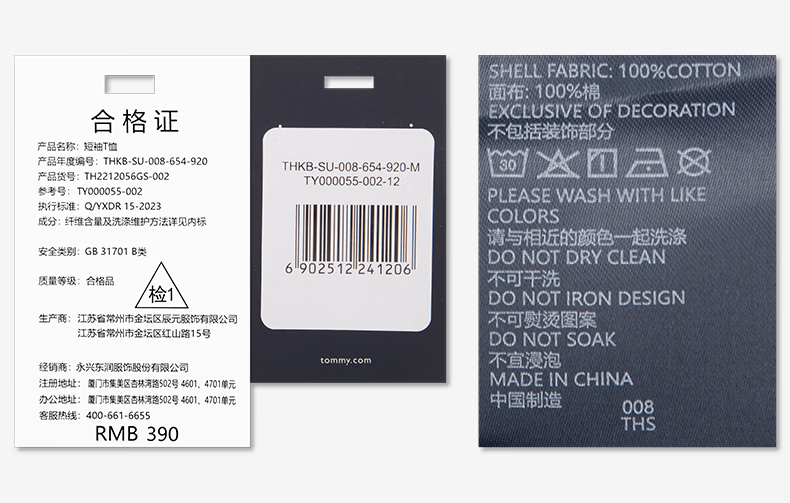 合格证
产品名称: 短袖T恤
产品年度编号: THKB-SU-008-654-920
产品货号: TH2212056GS-002
参考号: TY000055-002
执行标准: Q/YXDR 15-2023
成分: 纤维含量及洗涤维护方法详见内标
安全类别: GB 31701 B类
质量等级: 合格品
检1
生产商: 江苏省常州市金坛区辰元服饰有限公司
江苏省常州市金坛区红山路15号
经销商: 永兴东润服饰股份有限公司
注册地址: 厦门市集美区杏林湾路502号 4601、4701单元
办公地址: 厦门市集美区杏林湾路502号 4601、4701单元
客服热线: 400-661-6655
RMB 390
THKB-SU-008-654-920-M
TY000055-002-12
6 902512 241206
tommy.com
SHELL FABRIC: 100%COTTON
面布: 100%棉
EXCLUSIVE OF DECORATION
不包括装饰部分
30
PLEASE WASH WITH LIKE
COLORS
请与相近的颜色一起洗涤
DO NOT DRY CLEAN
不可干洗
DO NOT IRON DESIGN
不可熨烫图案
DO NOT SOAK
不宜浸泡
MADE IN CHINA
中国制造
008
THS